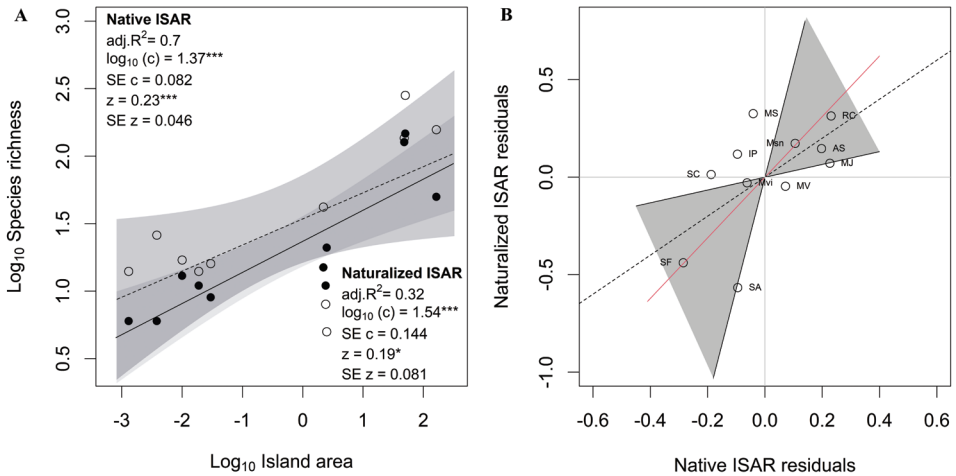 A
Native ISAR
adj.R²= 0.7
log₁₀ (c) = 1.37***
SE c = 0.082
z = 0.23***
SE z = 0.046
Naturalized ISAR
adj.R²= 0.32
log₁₀ (c) = 1.54***
SE c = 0.144
z = 0.19*
SE z = 0.081
Log₁₀ Species richness
3.0
2.5
2.0
1.5
1.0
0.5
-3 -2 -1 0 1 2
Log₁₀ Island area
B
Naturalized ISAR residuals
0.5
0.0
-0.5
-1.0
MS
RC
Msn
AS
IP
MJ
SC
Mvi
MV
SF
SA
-0.6 -0.4 -0.2 0.0 0.2 0.4 0.6
Native ISAR residuals